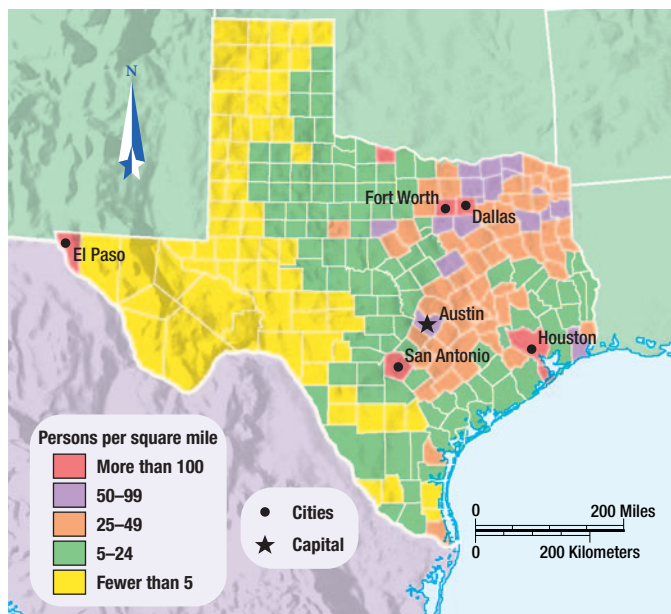 N
Fort Worth
Dallas
El Paso
Austin
Houston
San Antonio
Persons per square mile
More than 100
50–99
25–49
5–24
Fewer than 5
Cities
Capital
0 200 Miles
0 200 Kilometers